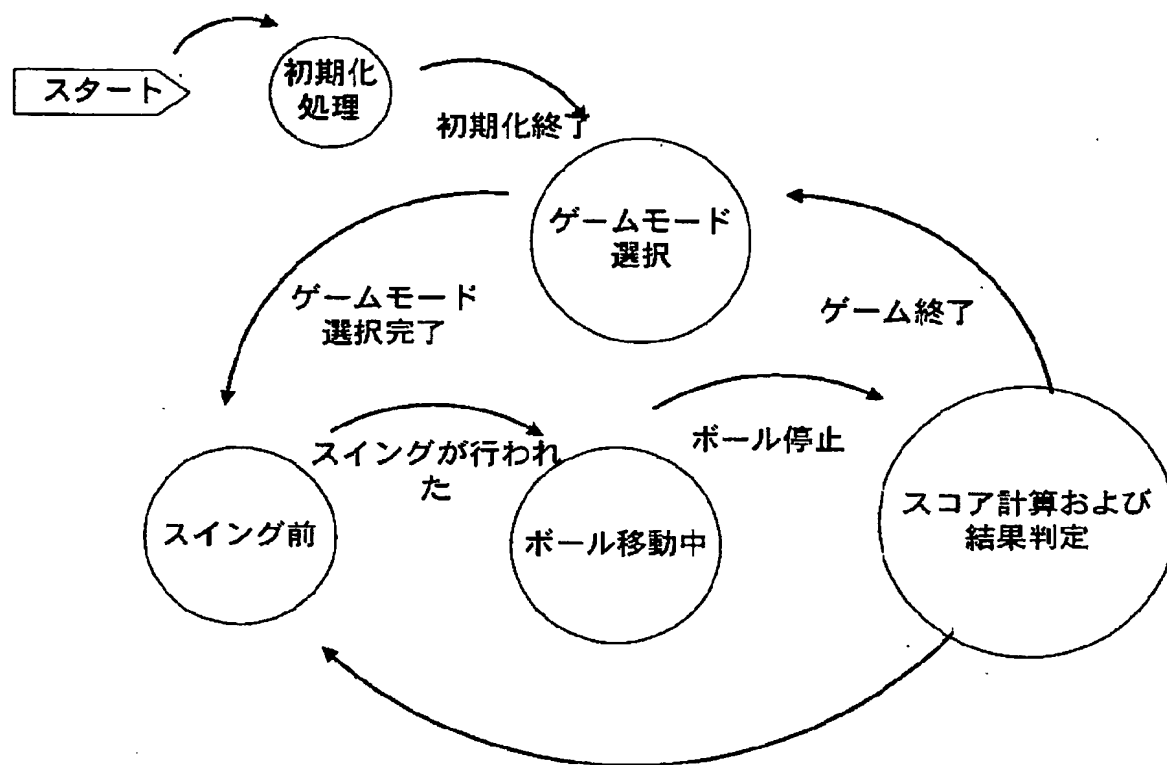 スタート
初期化
処理
初期化終了
ゲームモード
選択
ゲームモード
選択完了
ゲーム終了
スイングが行われ
た
ボール停止
スイング前
ボール移動中
スコア計算および
結果判定